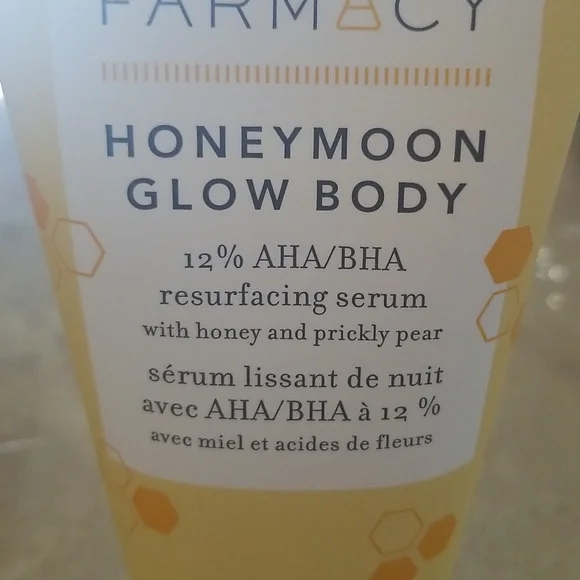 FARMACY
HONEYMOON
GLOW BODY
12% AHA/BHA
resurfacing serum
with honey and prickly pear
sérum lissant de nuit
avec AHA/BHA à 12 %
avec miel et acides de fleurs